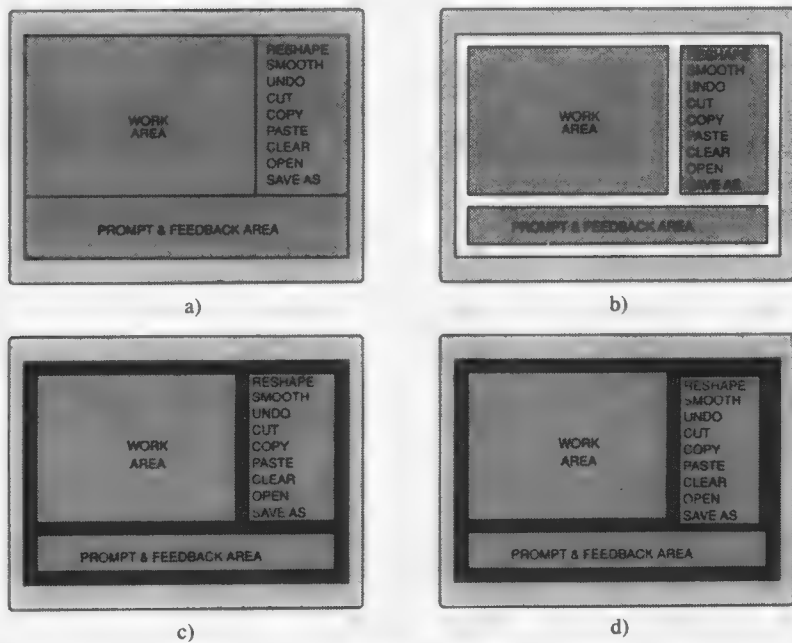 RESHAPE
SMOOTH
UNDO
CUT
COPY
PASTE
CLEAR
OPEN
SAVE AS
WORK
AREA
PROMPT & FEEDBACK AREA
a)
RESHAPE
SMOOTH
UNDO
CUT
COPY
PASTE
CLEAR
OPEN
SAVE AS
WORK
AREA
PROMPT & FEEDBACK AREA
b)
RESHAPE
SMOOTH
UNDO
CUT
COPY
PASTE
CLEAR
OPEN
SAVE AS
WORK
AREA
PROMPT & FEEDBACK AREA
c)
RESHAPE
SMOOTH
UNDO
CUT
COPY
PASTE
CLEAR
OPEN
SAVE AS
WORK
AREA
PROMPT & FEEDBACK AREA
d)